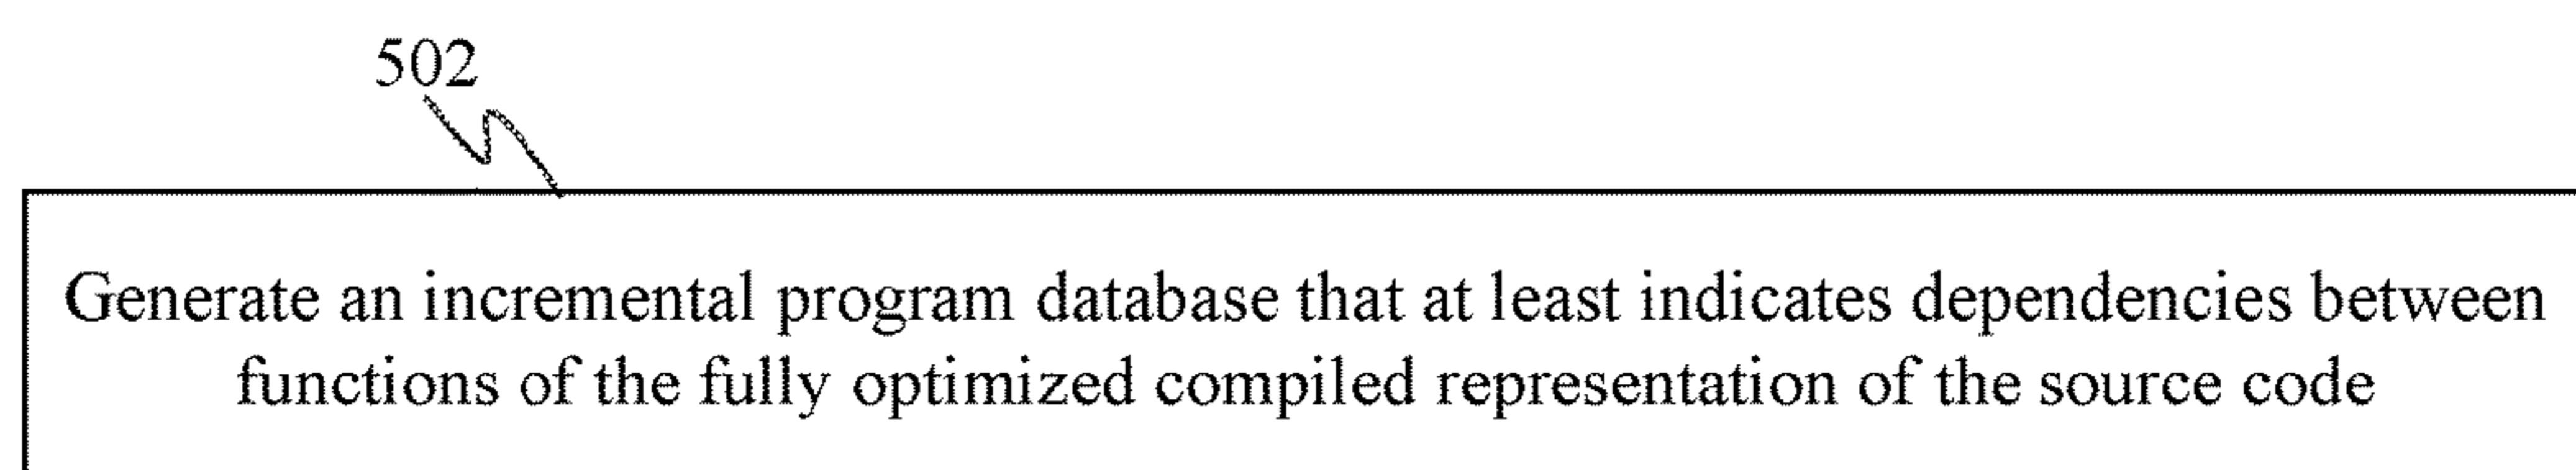 502
Generate an incremental program database that at least indicates dependencies between
functions of the fully optimized compiled representation of the source code